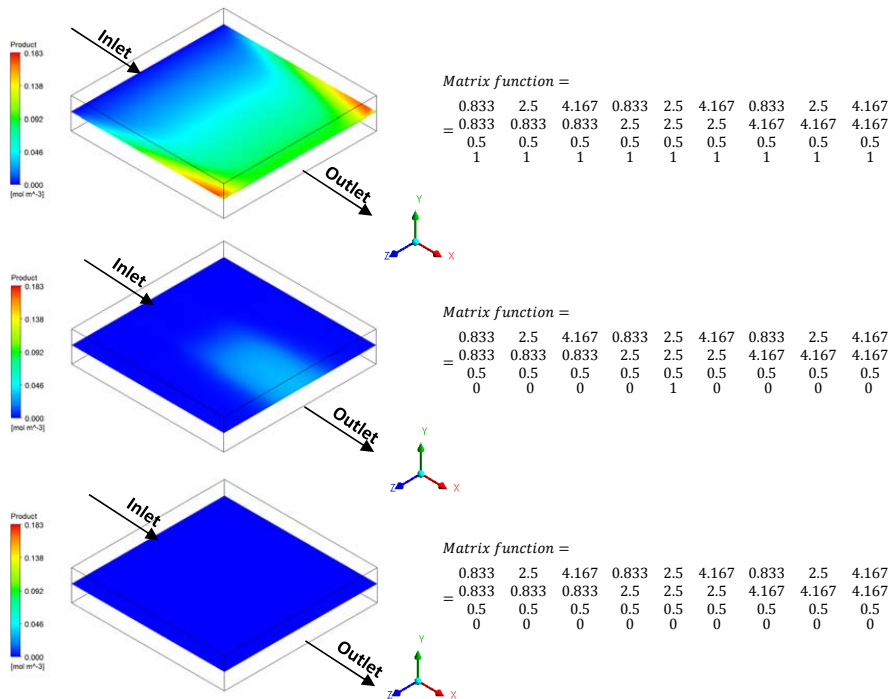 Product
0.183
0.138
0.092
0.046
0.000
[mol m^-3]
Inlet
Outlet
Y
Z
X
Matrix function =
0.833 2.5 4.167 0.833 2.5 4.167 0.833 2.5 4.167
= 0.833 0.833 0.833 2.5 2.5 2.5 4.167 4.167 4.167
0.5 0.5 0.5 0.5 0.5 0.5 0.5 0.5 0.5
1 1 1 1 1 1 1 1 1
Product
0.183
0.138
0.092
0.046
0.000
[mol m^-3]
Inlet
Outlet
Y
Z
X
Matrix function =
0.833 2.5 4.167 0.833 2.5 4.167 0.833 2.5 4.167
= 0.833 0.833 0.833 2.5 2.5 2.5 4.167 4.167 4.167
0.5 0.5 0.5 0.5 0.5 0.5 0.5 0.5 0.5
0 0 0 0 1 0 0 0 0
Product
0.183
0.138
0.092
0.046
0.000
[mol m^-3]
Inlet
Outlet
Y
Z
X
Matrix function =
0.833 2.5 4.167 0.833 2.5 4.167 0.833 2.5 4.167
= 0.833 0.833 0.833 2.5 2.5 2.5 4.167 4.167 4.167
0.5 0.5 0.5 0.5 0.5 0.5 0.5 0.5 0.5
0 0 0 0 0 0 0 0 0